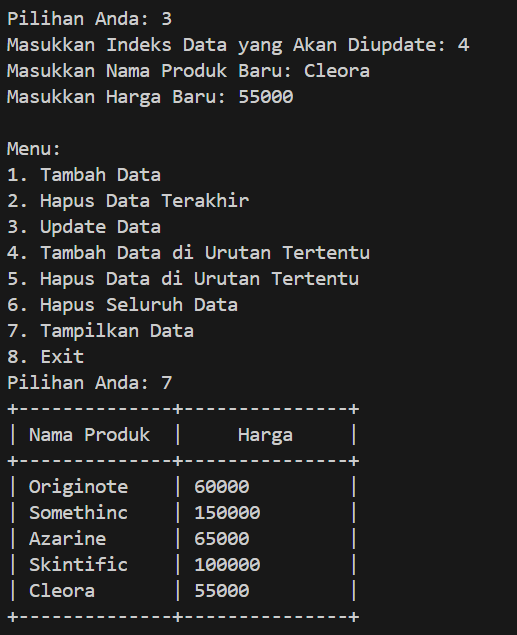 Pilihan Anda: 3
Masukkan Indeks Data yang Akan Diupdate: 4
Masukkan Nama Produk Baru: Cleora
Masukkan Harga Baru: 55000

Menu:
1. Tambah Data
2. Hapus Data Terakhir
3. Update Data
4. Tambah Data di Urutan Tertentu
5. Hapus Data di Urutan Tertentu
6. Hapus Seluruh Data
7. Tampilkan Data
8. Exit
Pilihan Anda: 7
+--------------+---------------+
| Nama Produk  |     Harga     |
+--------------+---------------+
| Originote    | 60000         |
| Somethinc    | 150000        |
| Azarine      | 65000         |
| Skintific    | 100000        |
| Cleora       | 55000         |
+--------------+---------------+